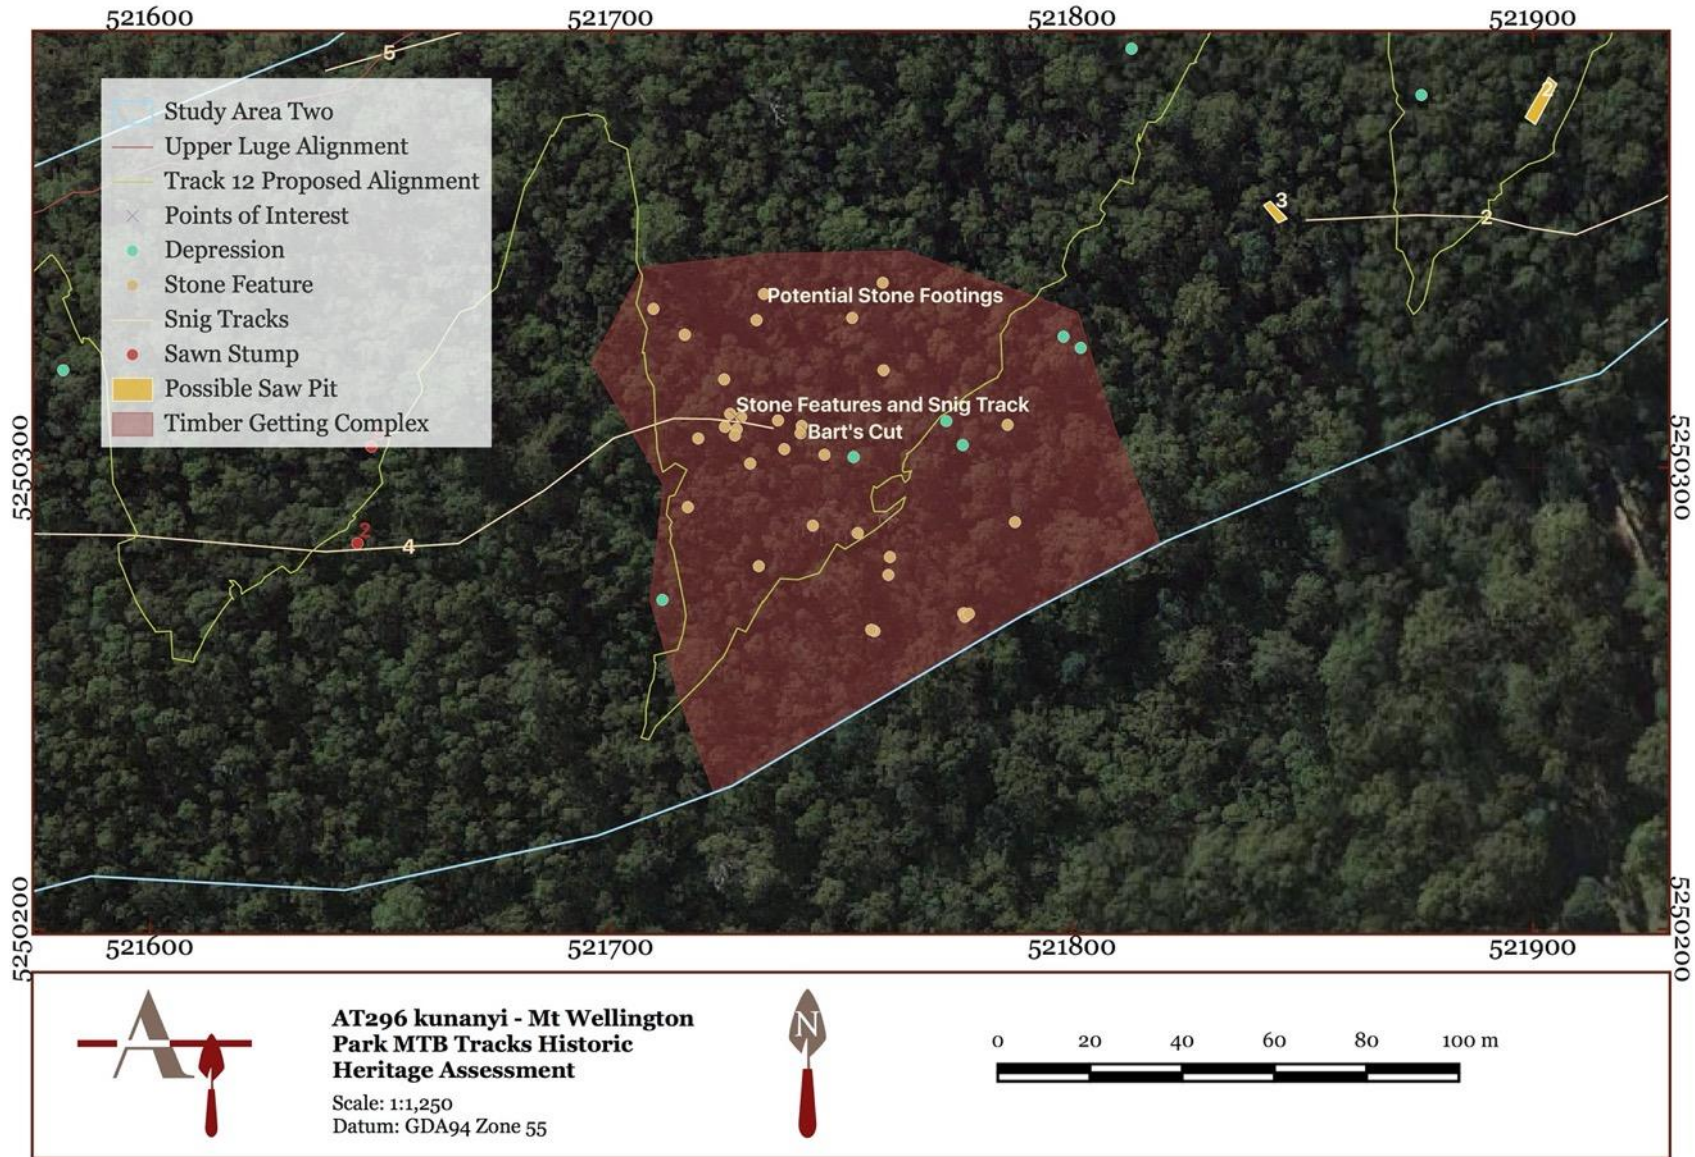 521600
521700
521800
521900
5
Study Area Two
Upper Luge Alignment
Track 12 Proposed Alignment
Points of Interest
Depression
Stone Feature
Snig Tracks
Sawn Stump
Possible Saw Pit
Timber Getting Complex
2
3
2
Potential Stone Footings
Stone Features and Snig Track
Bart's Cut
5250300
5250300
2
4
5250200
5250200
521600
521700
521800
521900
A
AT296 kunanyi - Mt Wellington
Park MTB Tracks Historic
Heritage Assessment
Scale: 1:1,250
Datum: GDA94 Zone 55
N
0 20 40 60 80 100 m